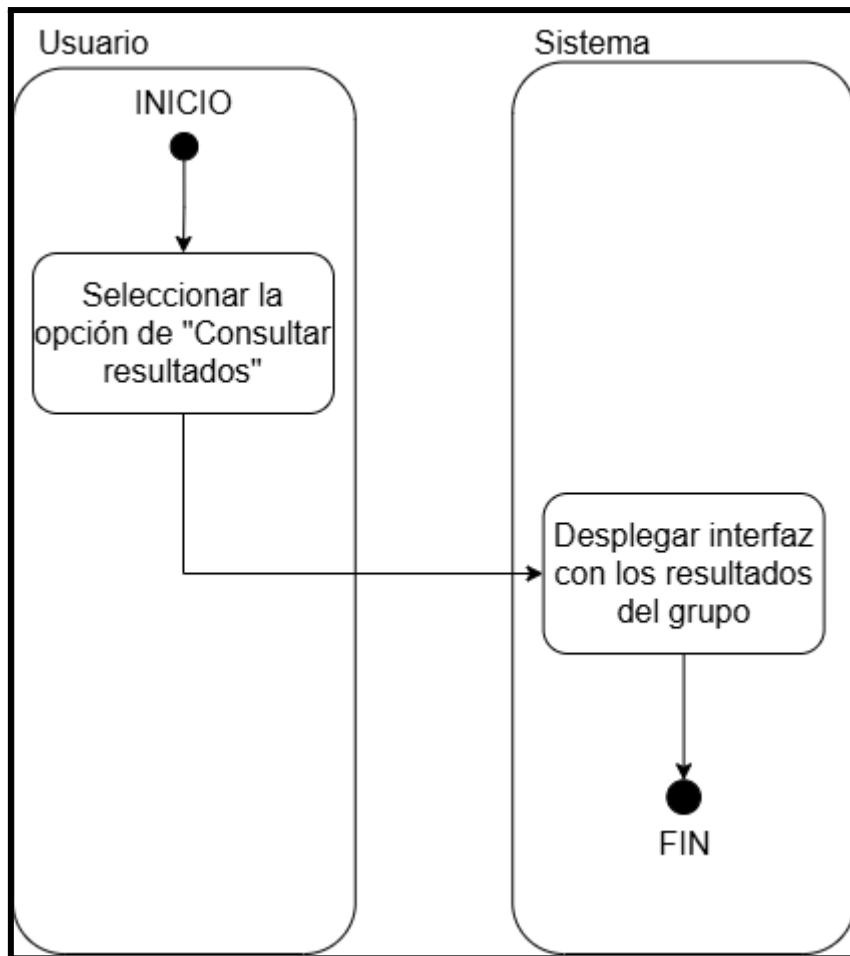 Usuario
Sistema
INICIO
Seleccionar la
opción de "Consultar
resultados"
Desplegar interfaz
con los resultados
del grupo
FIN